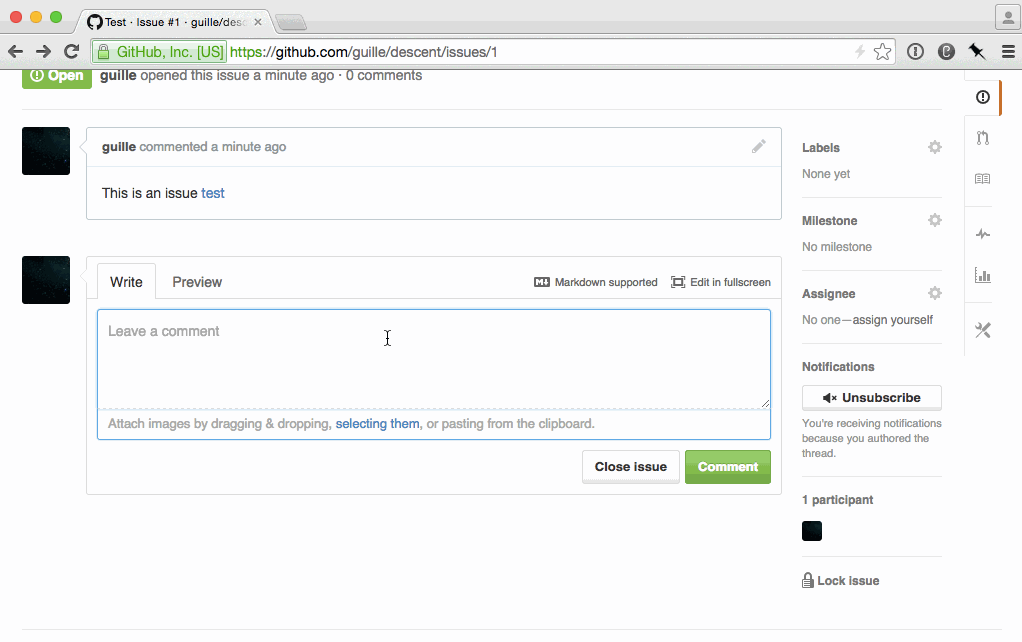 Test · Issue #1 · guille/des
GitHub, Inc. [US] https://github.com/guille/descent/issues/1
Open guille opened this issue a minute ago · 0 comments
guille commented a minute ago
This is an issue test
Labels
None yet
Milestone
No milestone
Assignee
No one—assign yourself
Notifications
Unsubscribe
You're receiving notifications
because you authored the
thread.
1 participant
Lock issue
Write Preview Markdown supported Edit in fullscreen
Leave a comment
Attach images by dragging & dropping, selecting them, or pasting from the clipboard.
Close issue Comment